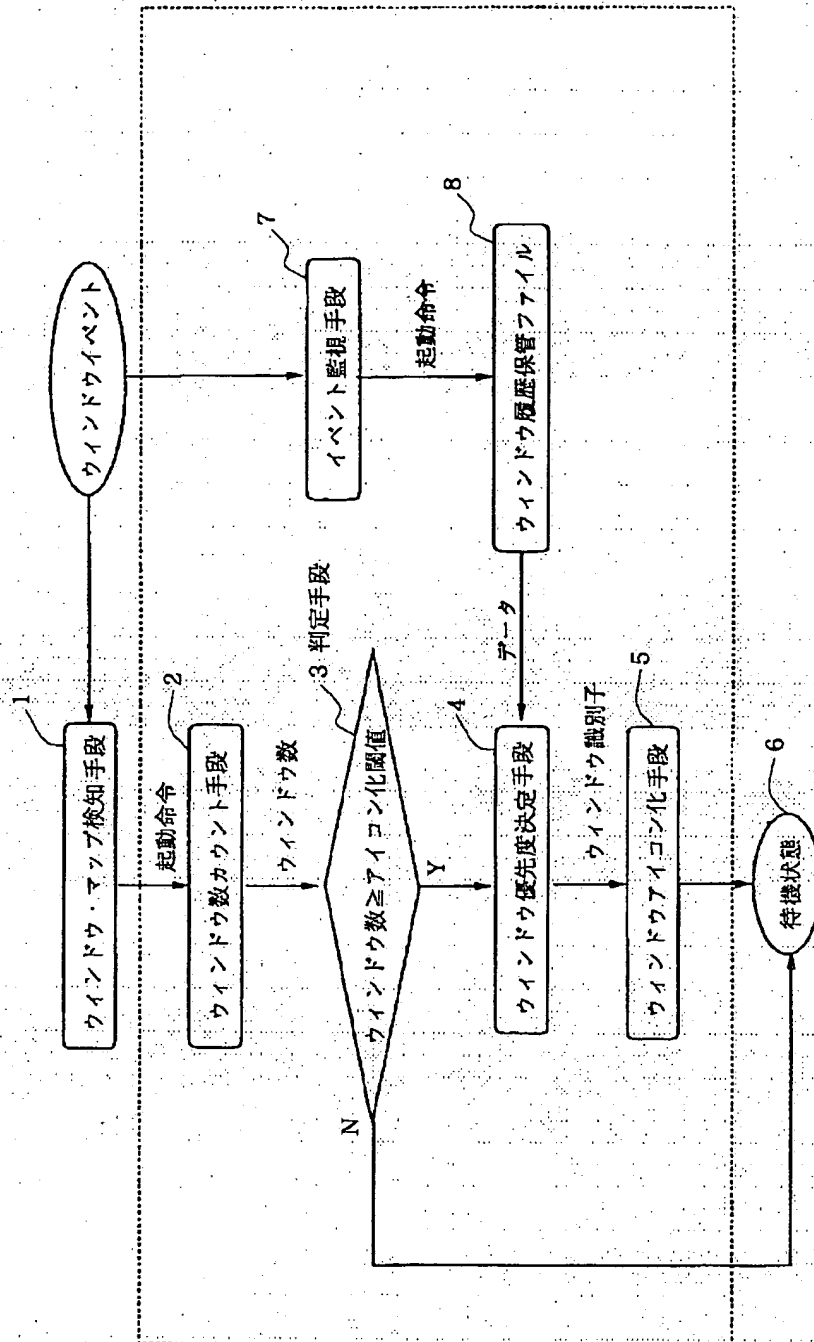 ウィンドウイベント
1
ウィンドウ・マップ検知手段
起動命令
2
ウィンドウ数カウント手段
ウィンドウ数
3 判定手段
ウィンドウ数≧アイコン化閾値
N
Y
4
ウィンドウ優先度決定手段
ウィンドウ識別子
5
ウィンドウアイコン化手段
6
待機状態
7
イベント監視手段
起動命令
8
ウィンドウ履歴保管ファイル
データ